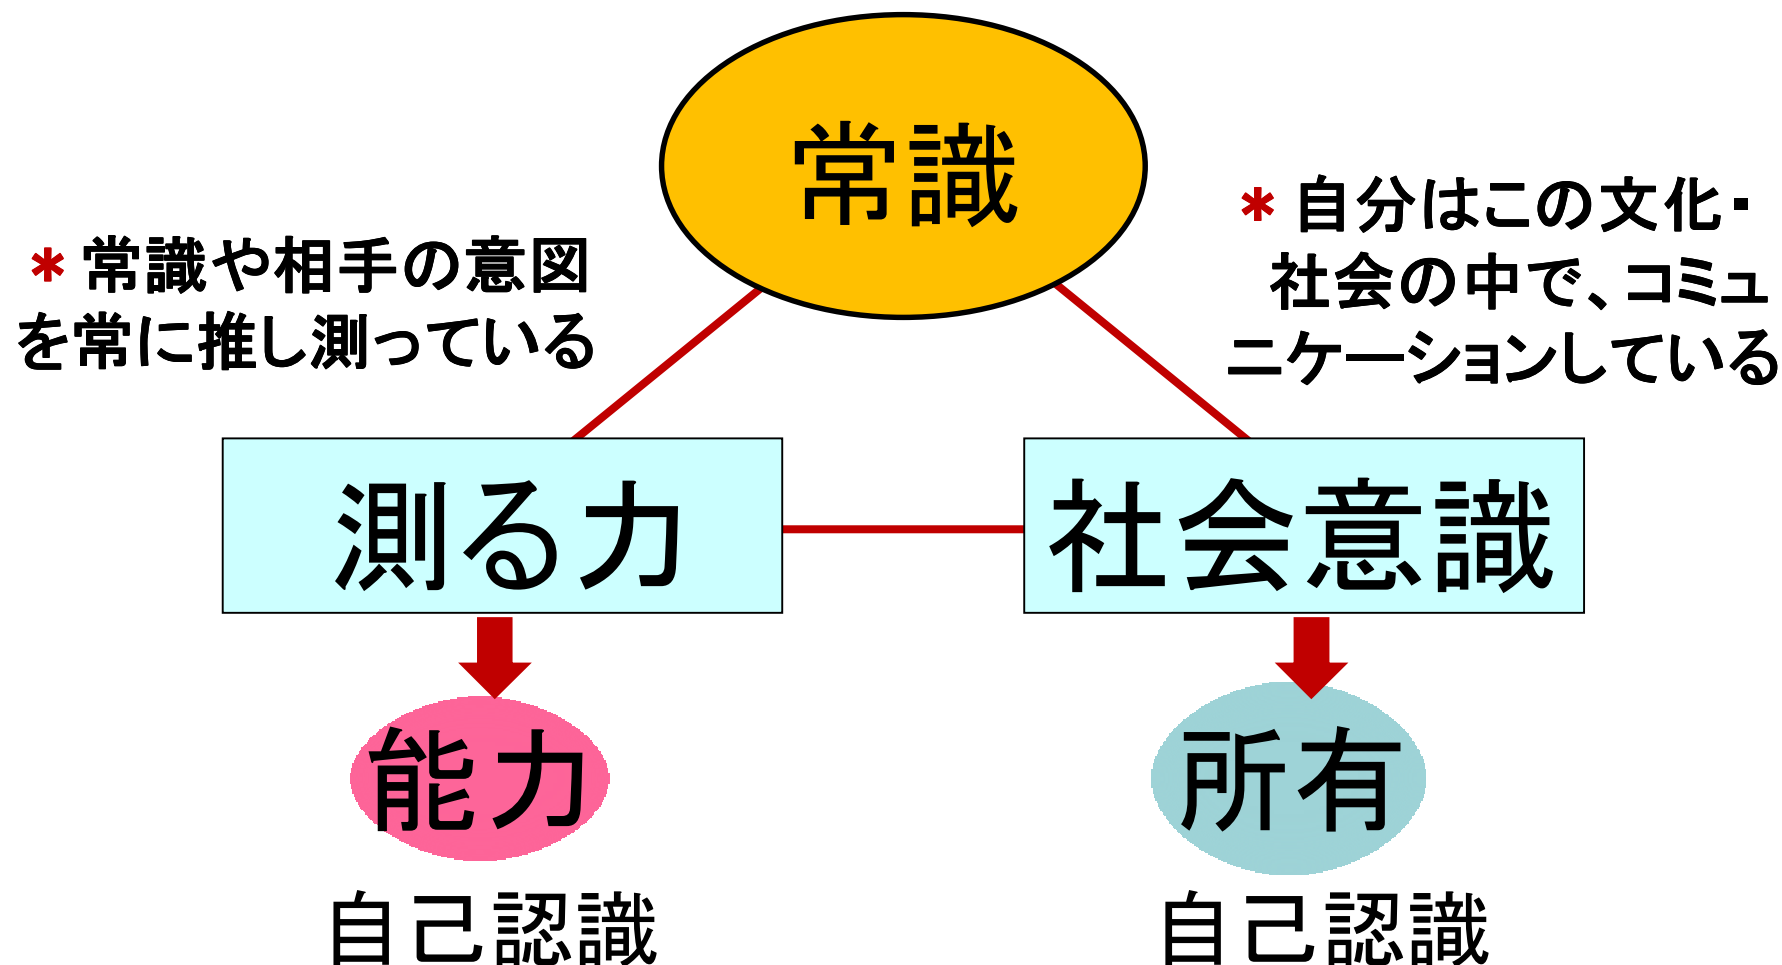 常識
＊自分はこの文化・
社会の中で、コミュ
ニケーションしている
＊常識や相手の意図
を常に推し測っている
測る力
社会意識
能力
所有
自己認識
自己認識